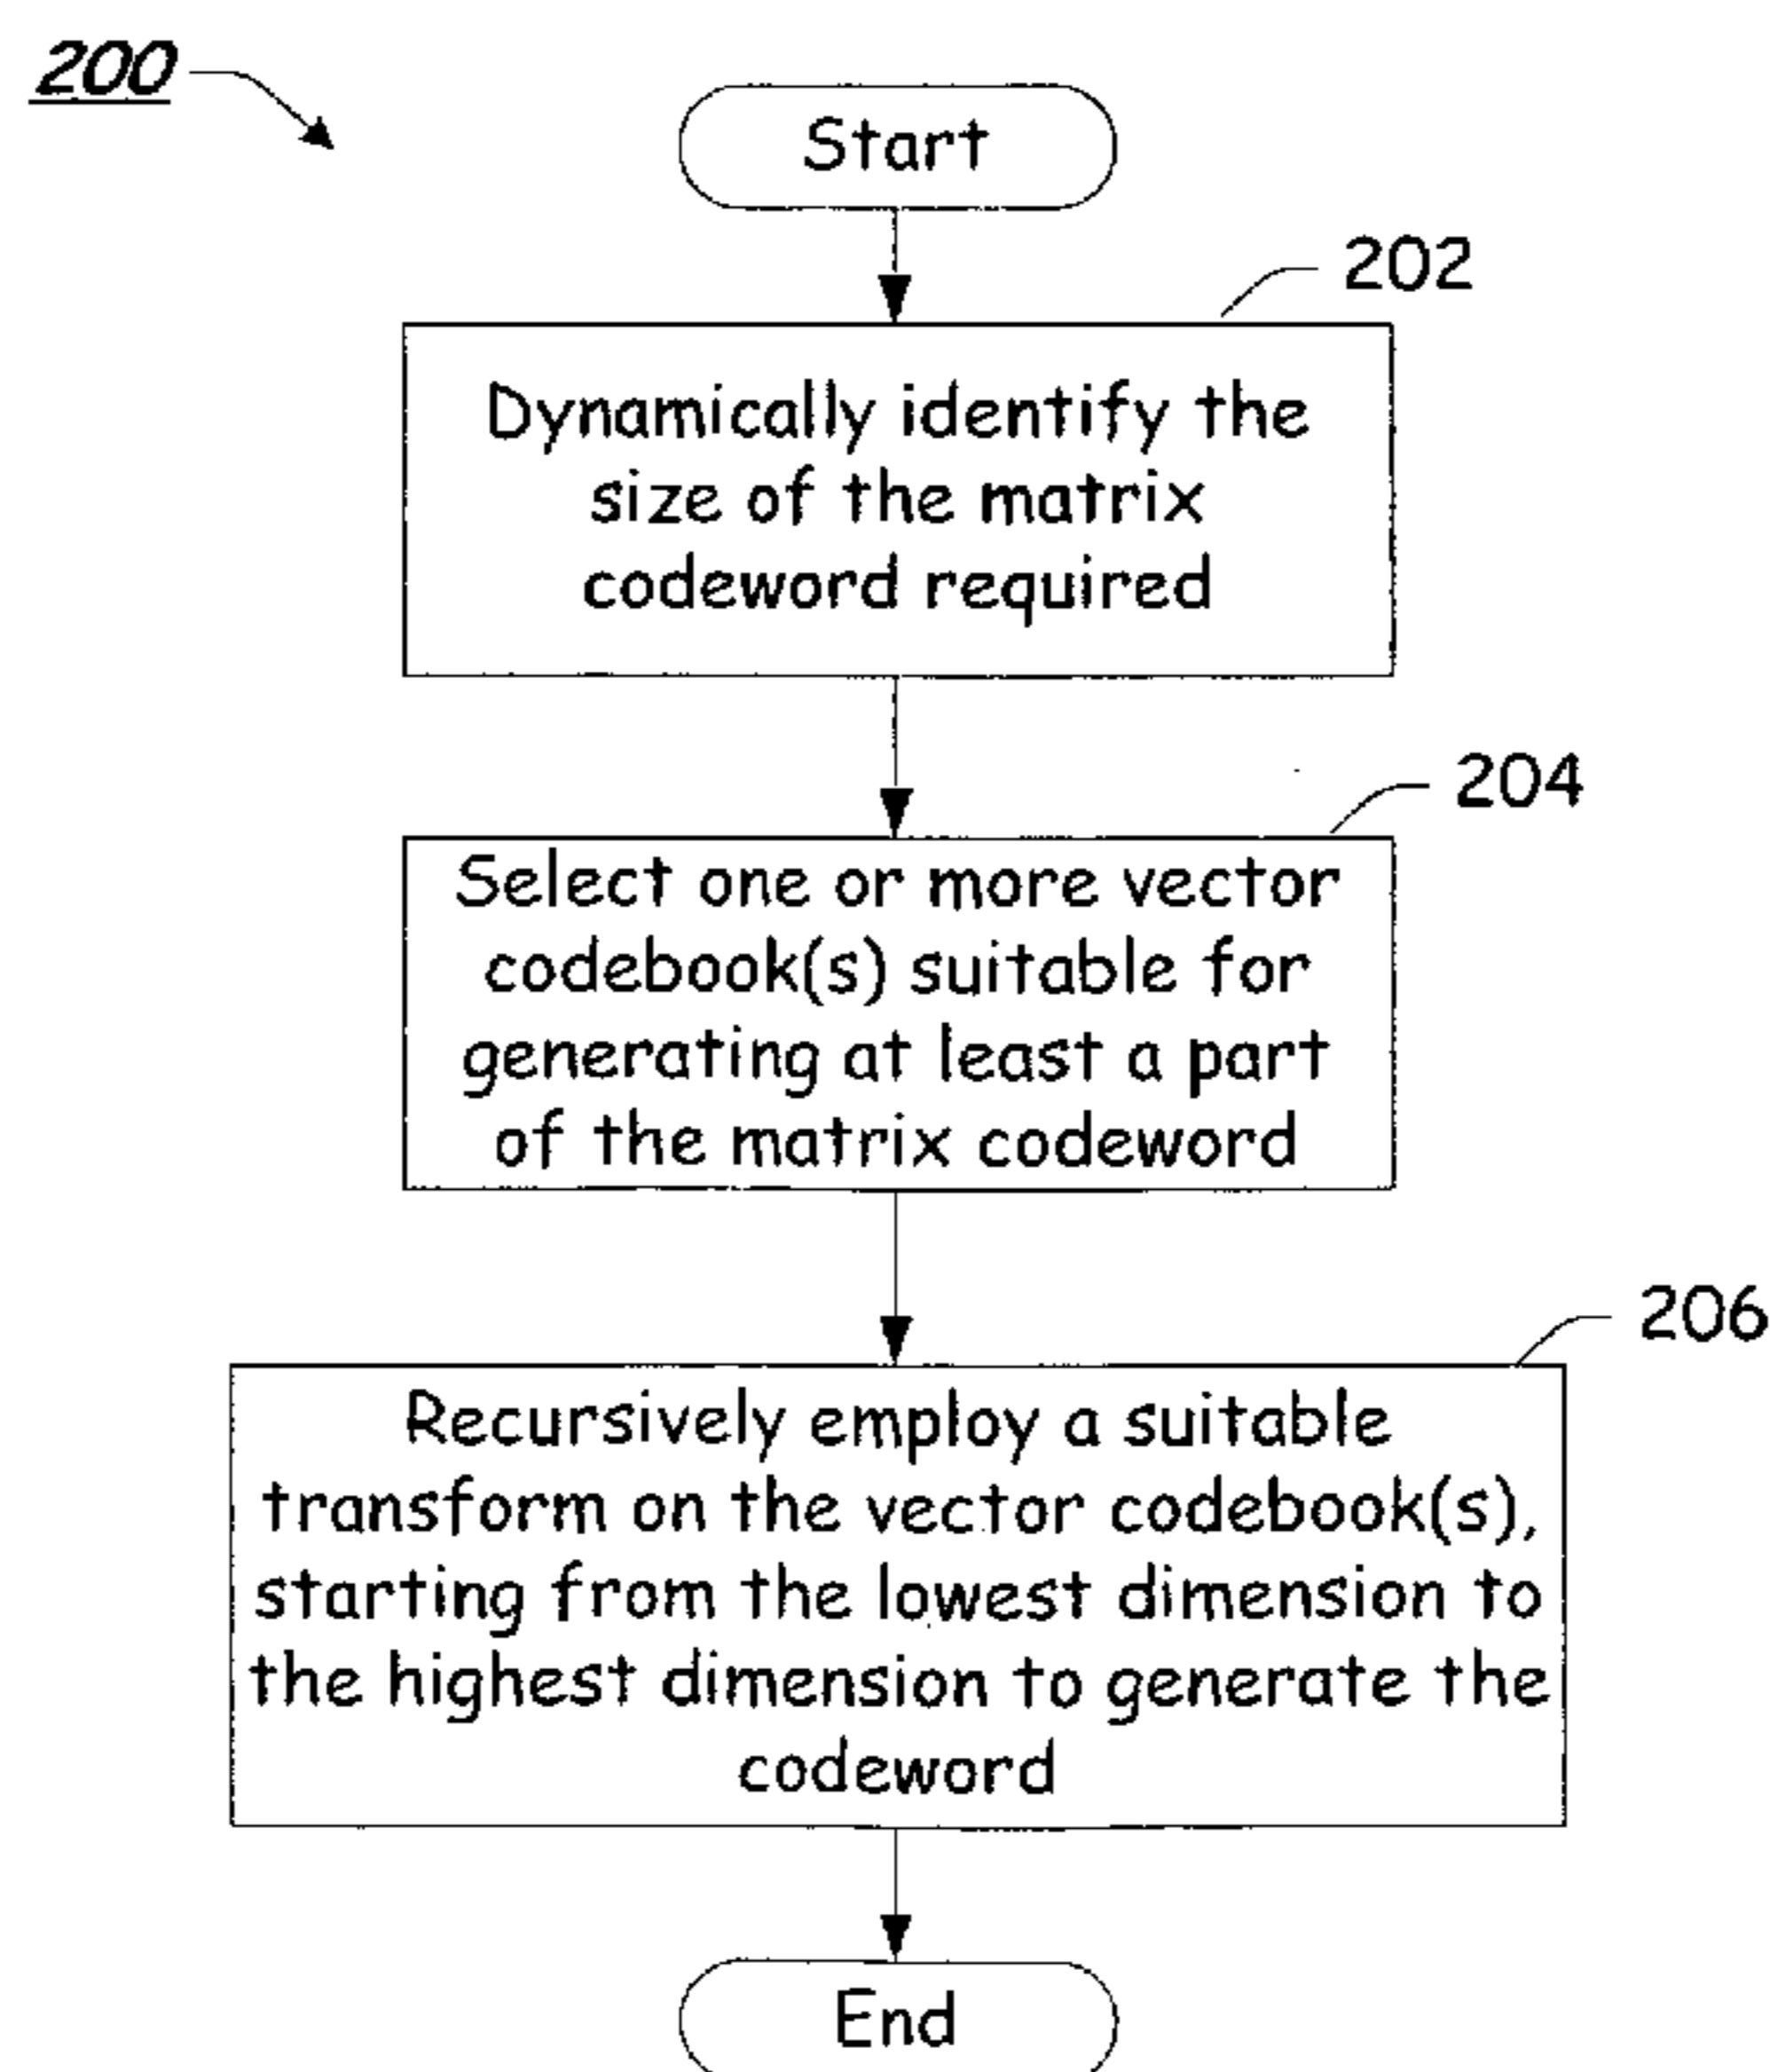 200
Start
202
Dynamically identify the
size of the matrix
codeword required
204
Select one or more vector
codebook(s) suitable for
generating at least a part
of the matrix codeword
206
Recursively employ a suitable
transform on the vector codebook(s),
starting from the lowest dimension to
the highest dimension to generate the
codeword
End